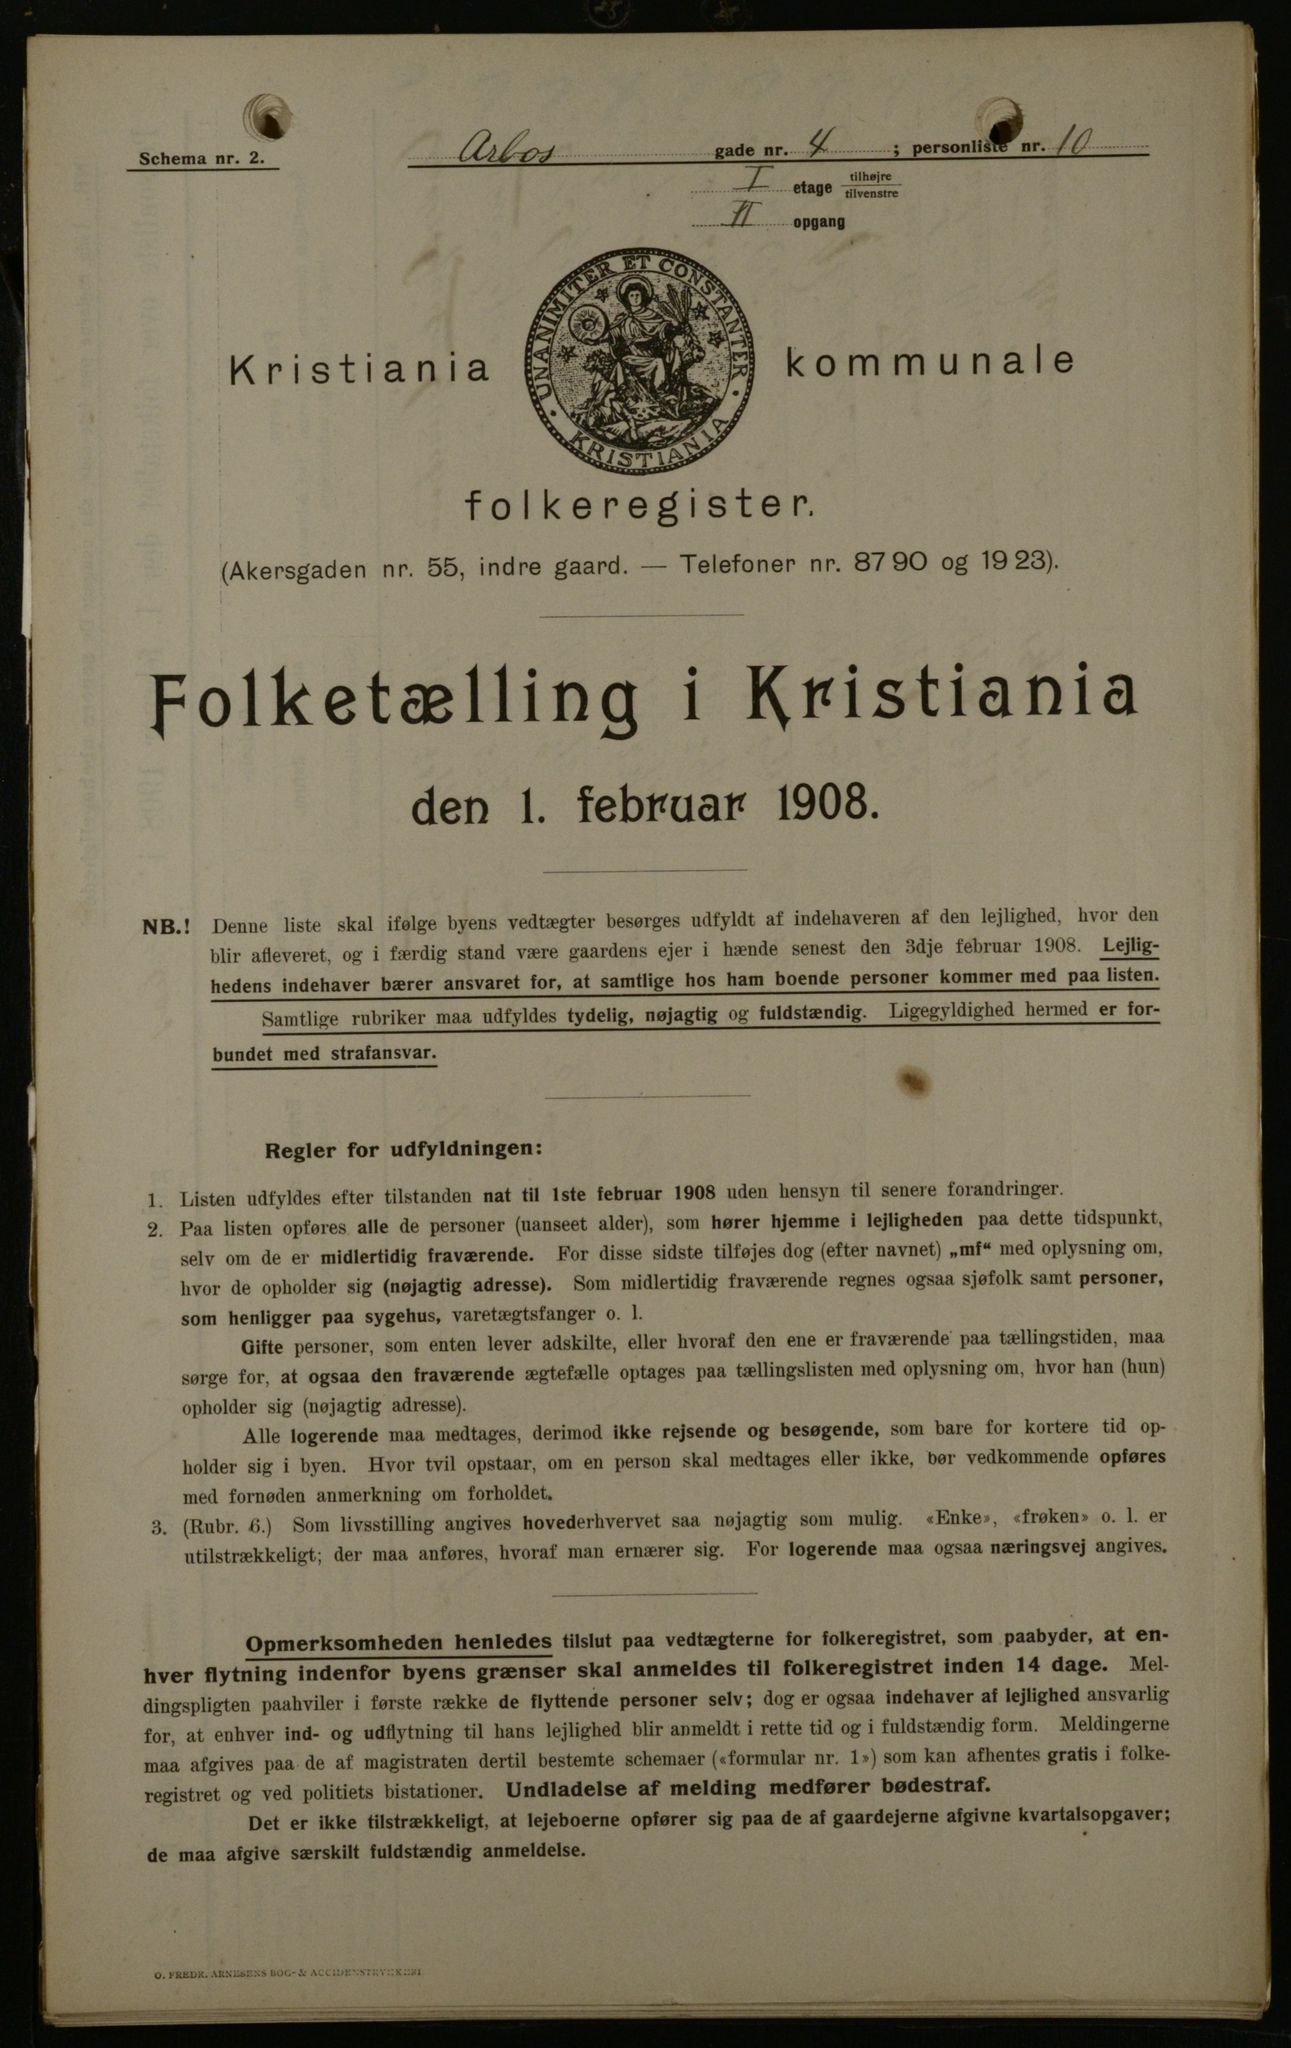 Schema nr. 2.
Arbos gade nr. 4 ; personliste nr. 10
I etage tilhøjre
tilvenstre
II opgang
UNANIMITER ET CONSTANTER
KRISTIANIA
Kristiania kommunale
folkeregister.
(Akersgaden nr. 55, indre gaard. — Telefoner nr. 8790 og 1923).
Folketælling i Kristiania
den 1. februar 1908.
NB.! Denne liste skal ifølge byens vedtægter besørges udfyldt af indehaveren af den lejlighed, hvor den
blir afleveret, og i færdig stand være gaardens ejer i hænde senest den 3dje februar 1908. Lejlig-
hedens indehaver bærer ansvaret for, at samtlige hos ham boende personer kommer med paa listen.
Samtlige rubriker maa udfyldes tydelig, nøjagtig og fuldstændig. Ligegyldighed hermed er for-
bundet med strafansvar.
Regler for udfyldningen:
1. Listen udfyldes efter tilstanden nat til 1ste februar 1908 uden hensyn til senere forandringer.
2. Paa listen opføres alle de personer (uanseet alder), som hører hjemme i lejligheden paa dette tidspunkt,
selv om de er midlertidig fraværende. For disse sidste tilføjes dog (efter navnet) „mf“ med oplysning om,
hvor de opholder sig (nøjagtig adresse). Som midlertidig fraværende regnes ogsaa sjøfolk samt personer,
som henligger paa sygehus, varetægtsfanger o. l.
Gifte personer, som enten lever adskilte, eller hvoraf den ene er fraværende paa tællingstiden, maa
sørge for, at ogsaa den fraværende ægtefælle optages paa tællingslisten med oplysning om, hvor han (hun)
opholder sig (nøjagtig adresse).
Alle logerende maa medtages, derimod ikke rejsende og besøgende, som bare for kortere tid op-
holder sig i byen. Hvor tvil opstaar, om en person skal medtages eller ikke, bør vedkommende opføres
med fornøden anmerkning om forholdet.
3. (Rubr. 6.) Som livsstilling angives hovederhvervet saa nøjagtig som mulig. «Enke», «frøken» o. l. er
utilstrækkeligt; der maa anføres, hvoraf man ernærer sig. For logerende maa ogsaa næringsvej angives.
Opmerksomheden henledes tilslut paa vedtægterne for folkeregistret, som paabyder, at en-
hver flytning indenfor byens grænser skal anmeldes til folkeregistret inden 14 dage. Mel-
dingspligten paahviler i første række de flyttende personer selv; dog er ogsaa indehaver af lejlighed ansvarlig
for, at enhver ind- og udflytning til hans lejlighed blir anmeldt i rette tid og i fuldstændig form. Meldingerne
maa afgives paa de af magistraten dertil bestemte schemaer («formular nr. 1») som kan afhentes gratis i folke-
registret og ved politiets bistationer. Undladelse af melding medfører bødestraf.
Det er ikke tilstrækkeligt, at lejeboerne opfører sig paa de af gaardejerne afgivne kvartalsopgaver;
de maa afgive særskilt fuldstændig anmeldelse.
O. FREDR. ARNESENS BOG- & ACCIDENSTRYKKERI